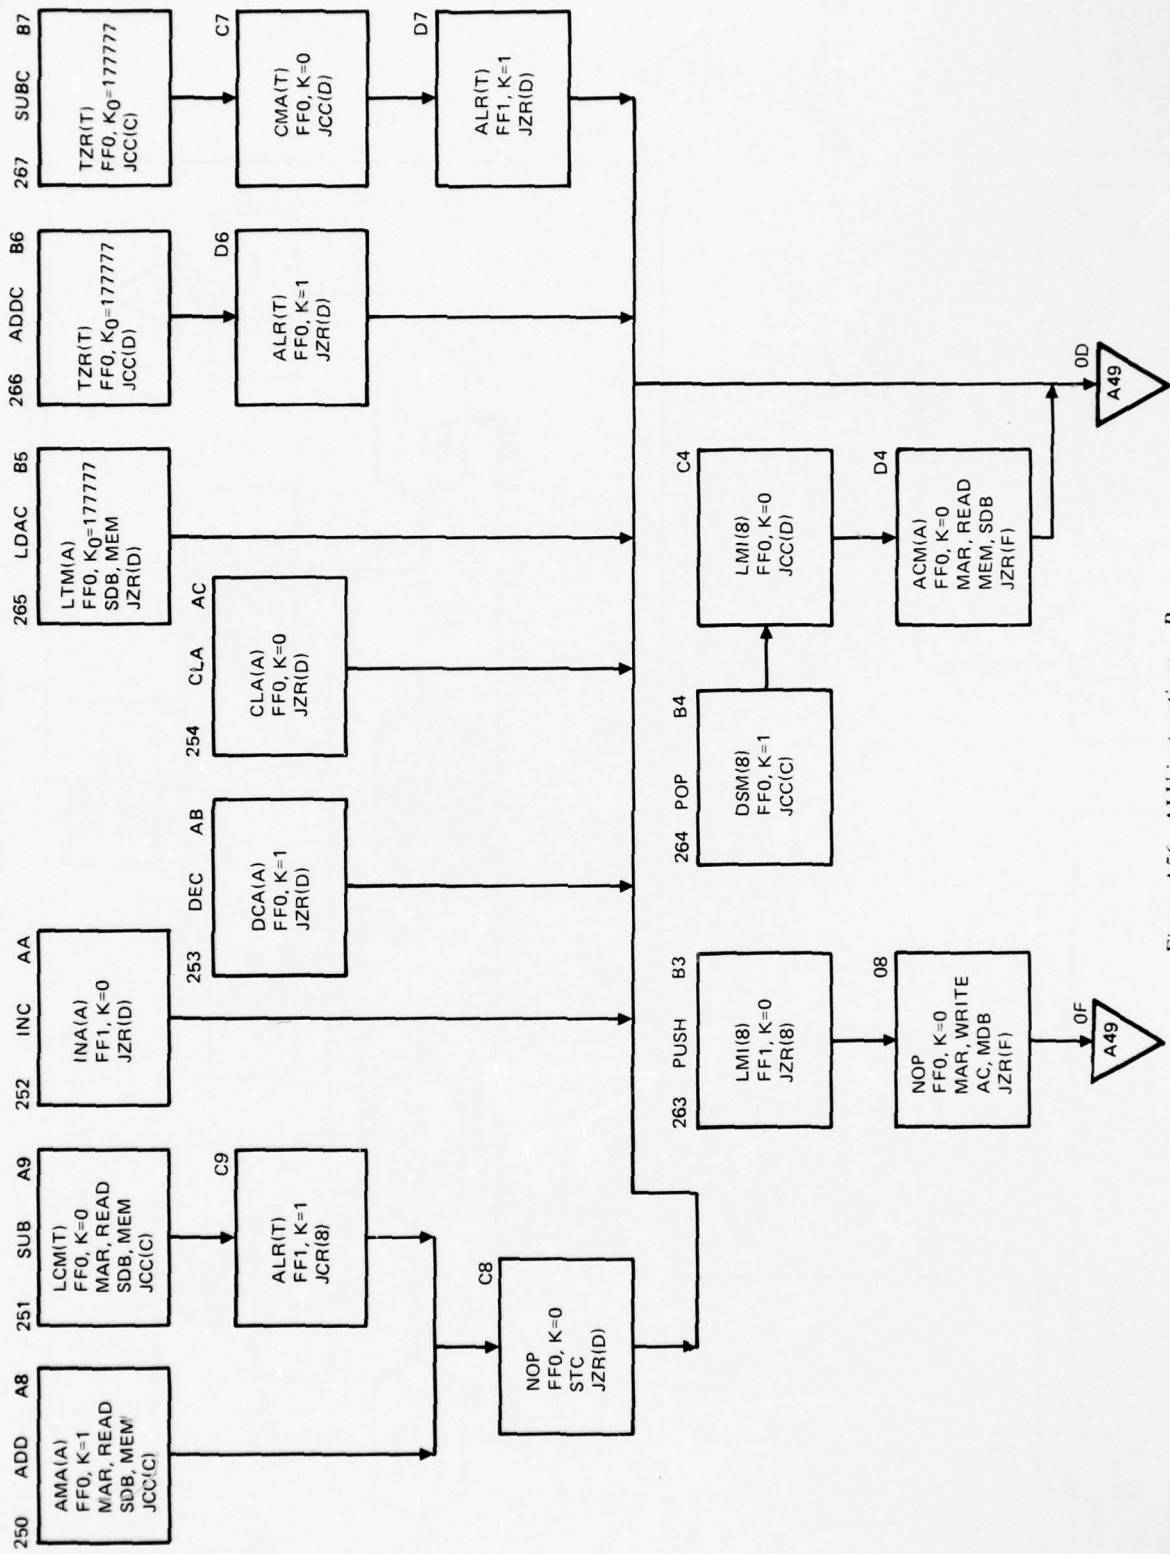 250 ADD A8
AMA(A)
FF0, K=1
MAR, READ
SDB, MEM
JCC(C)
251 SUB A9
LCM(T)
FF0, K=0
MAR, READ
SDB, MEM
JCC(C)
C9
ALR(T)
FF1, K=1
JCR(8)
C8
NOP
FF0, K=0
STC
JZR(D)
252 INC AA
INA(A)
FF1, K=0
JZR(D)
253 DEC AB
DCA(A)
FF0, K=1
JZR(D)
254 CLA AC
CLA(A)
FF0, K=0
JZR(D)
265 LDAC B5
LTM(A)
FF0, K0=177777
SDB, MEM
JZR(D)
266 ADDC B6
TZR(T)
FF0, K0=177777
JCC(D)
D6
ALR(T)
FF0, K=1
JZR(D)
267 SUBC B7
TZR(T)
FF0, K0=177777
JCC(C)
C7
CMA(T)
FF0, K=0
JCC(D)
D7
ALR(T)
FF1, K=1
JZR(D)
263 PUSH B3
LMI(8)
FF1, K=0
JZR(8)
08
NOP
FF0, K=0
MAR, WRITE
AC, MDB
JZR(F)
0F
A49
264 POP B4
DSM(8)
FF0, K=1
JCC(C)
C4
LMI(8)
FF0, K=0
JCC(D)
D4
ACM(A)
FF0, K=0
MAR, READ
MEM, SDB
JZR(F)
0D
A49